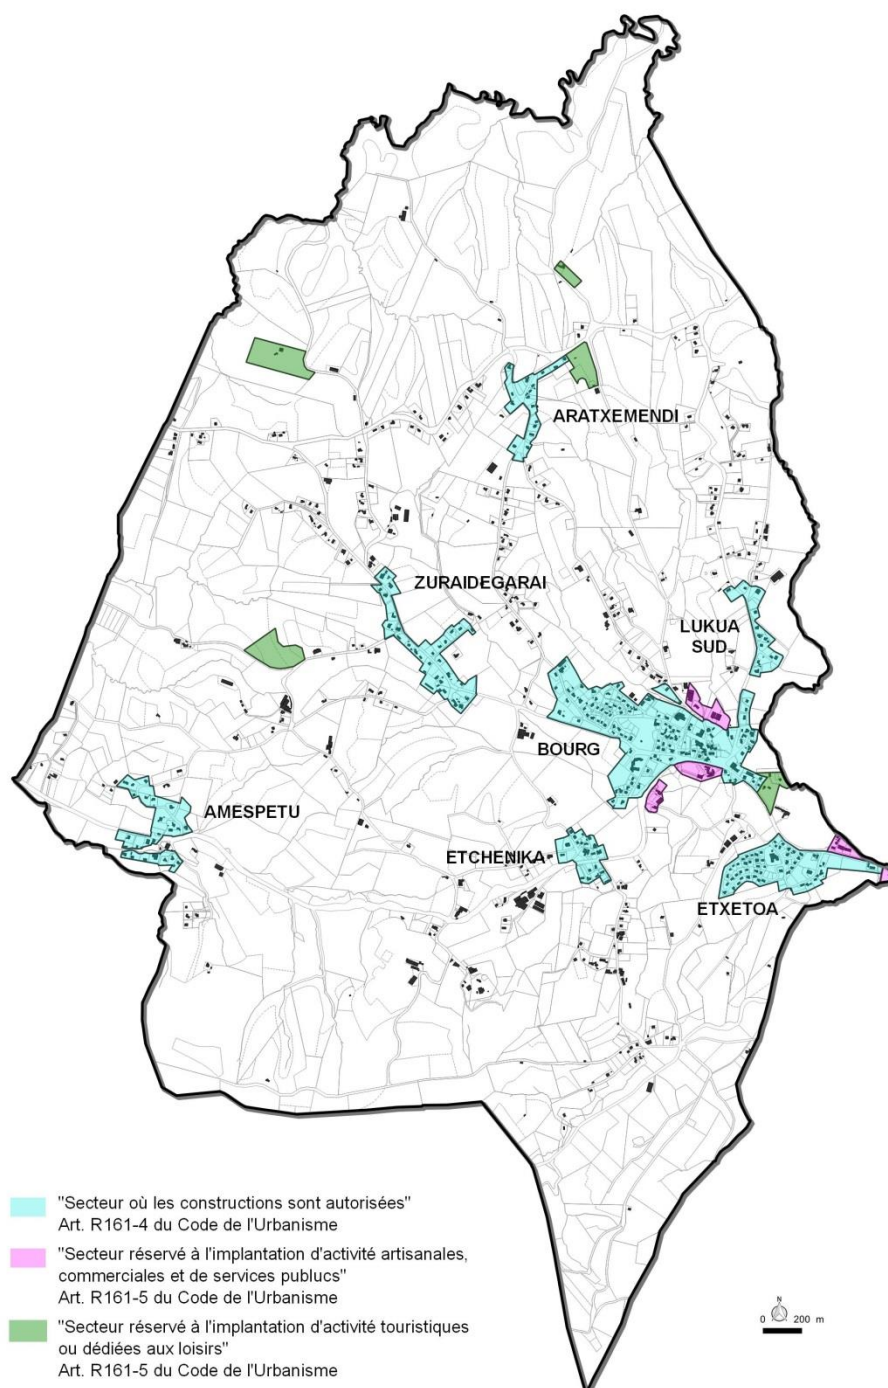 ARATXEMENDI
ZURAIDEGARAI
LUKUA
SUD
BOURG
AMESPETU
ETCHENIKA
ETXETOA
"Secteur où les constructions sont autorisées"
Art. R161-4 du Code de l'Urbanisme
"Secteur réservé à l'implantation d'activité artisanales,
commerciales et de services publucs"
Art. R161-5 du Code de l'Urbanisme
"Secteur réservé à l'implantation d'activité touristiques
ou dédiées aux loisirs"
Art. R161-5 du Code de l'Urbanisme
N
0 200 m